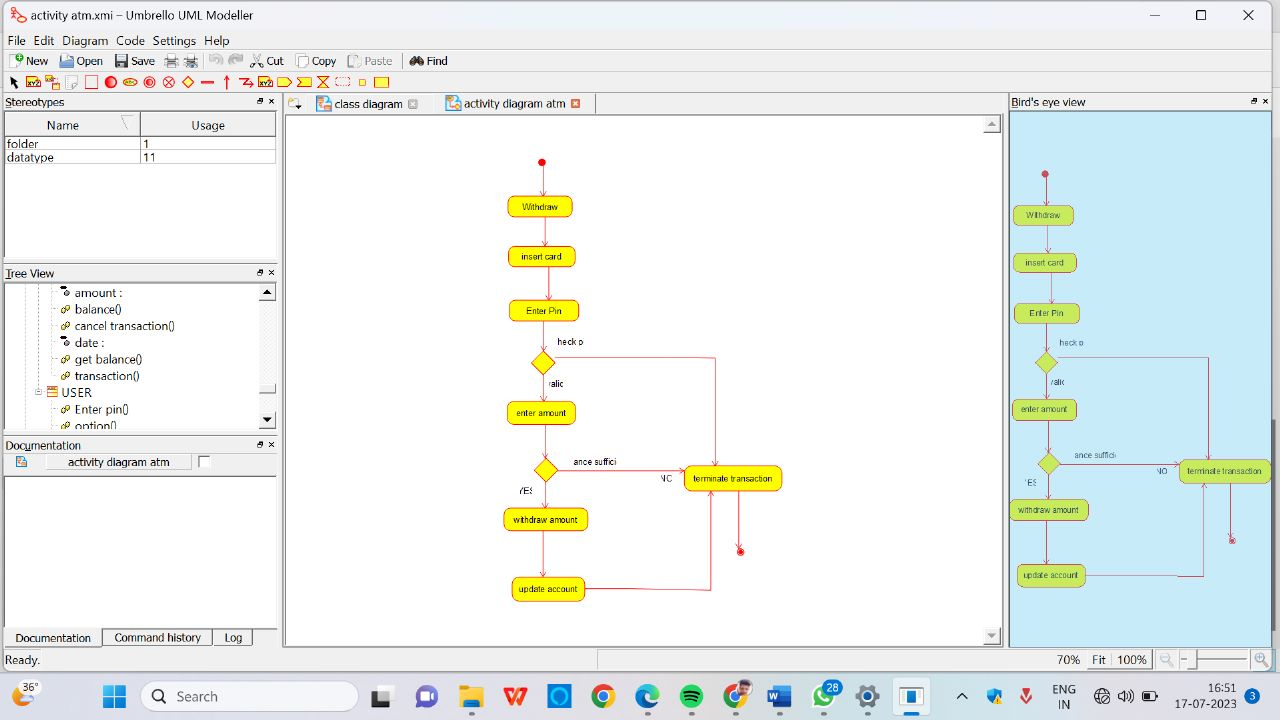 activity atm.xmi – Umbrello UML Modeller
File Edit Diagram Code Settings Help
New Open Save Cut Copy Paste Find
Stereotypes
Name Usage
folder 1
datatype 11
Tree View
amount :
balance()
cancel transaction()
date :
get balance()
transaction()
USER
Enter pin()
option()
Documentation
activity diagram atm
Documentation Command history Log
class diagram activity diagram atm
Withdraw
insert card
Enter Pin
heck p
valid
enter amount
ance suffici
NO
YES
terminate transaction
withdraw amount
update account
Bird's eye view
Withdraw
insert card
Enter Pin
heck p
valid
enter amount
ance suffici
NO
YES
terminate transaction
withdraw amount
update account
Ready.
70% Fit 100%
36°
Search
28
ENG
IN
16:51
17-07-2023
3